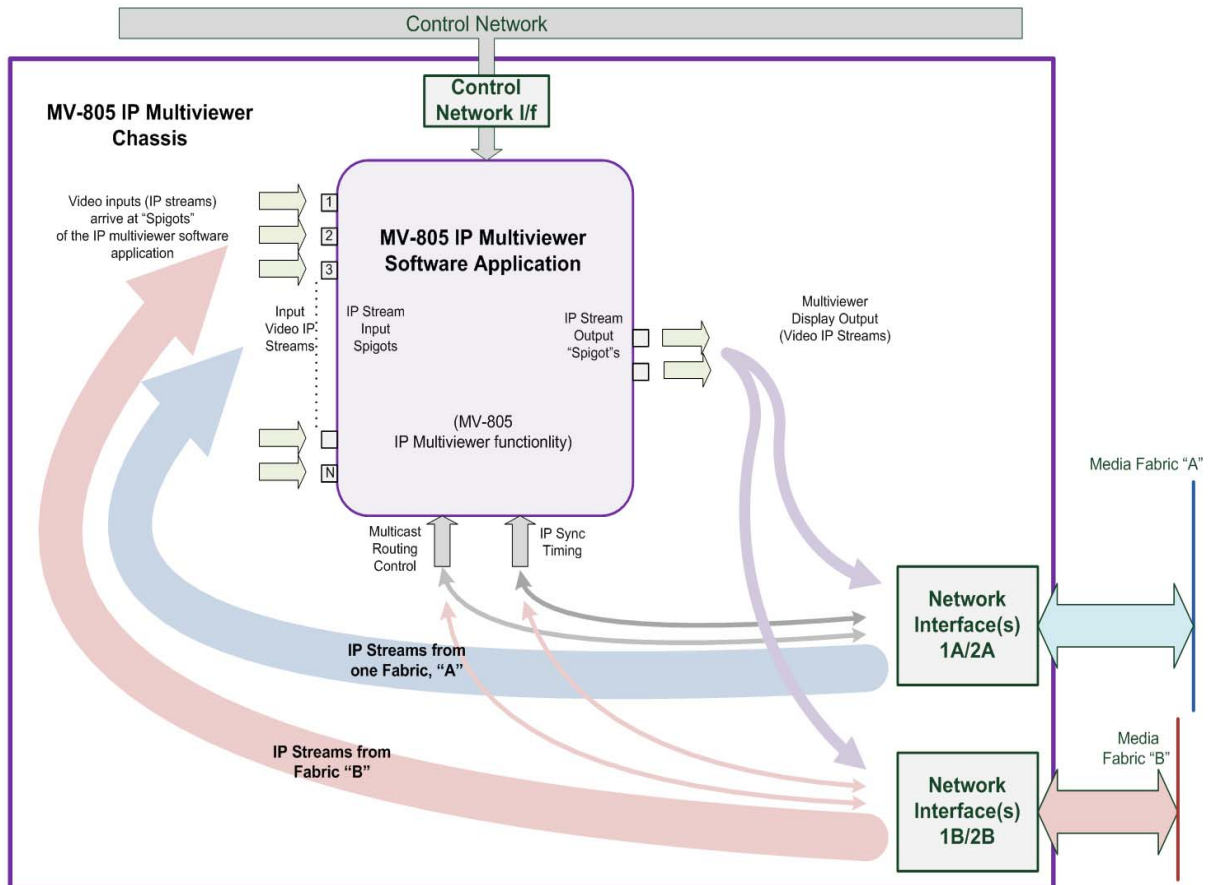 Control Network
Control
Network I/f
MV-805 IP Multiviewer
Chassis
Video inputs (IP streams)
arrive at “Spigots”
of the IP multiviewer software
application
1
2
3
MV-805 IP Multiviewer
Software Application
Input
Video IP
Streams
IP Stream
Input
Spigots
IP Stream
Output
“Spigot”s
Multiviewer
Display Output
(Video IP Streams)
(MV-805
IP Multiviewer functionlity)
N
Media Fabric “A”
Multicast
Routing
Control
IP Sync
Timing
Network
Interface(s)
1A/2A
IP Streams from
one Fabric, “A”
IP Streams from
Fabric “B”
Media
Fabric “B”
Network
Interface(s)
1B/2B